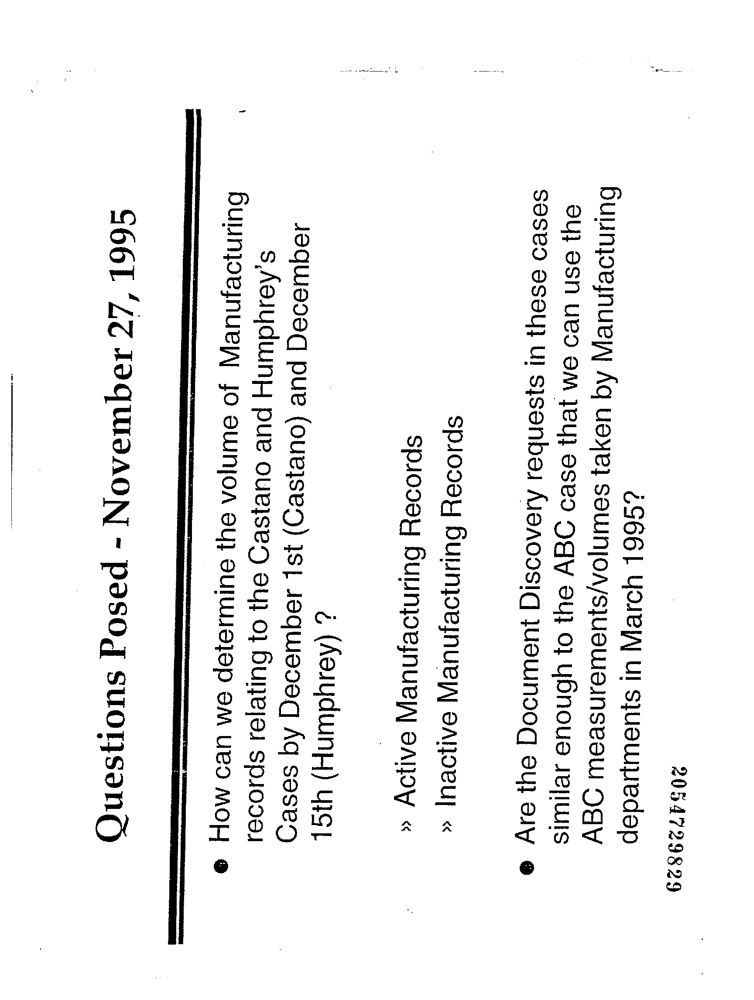 Questions Posed - November 27, 1995
● How can we determine the volume of Manufacturing
records relating to the Castano and Humphrey's
Cases by December 1st (Castano) and December
15th (Humphrey) ?
» Active Manufacturing Records
» Inactive Manufacturing Records
● Are the Document Discovery requests in these cases
similar enough to the ABC case that we can use the
ABC measurements/volumes taken by Manufacturing
departments in March 1995?
2054729829